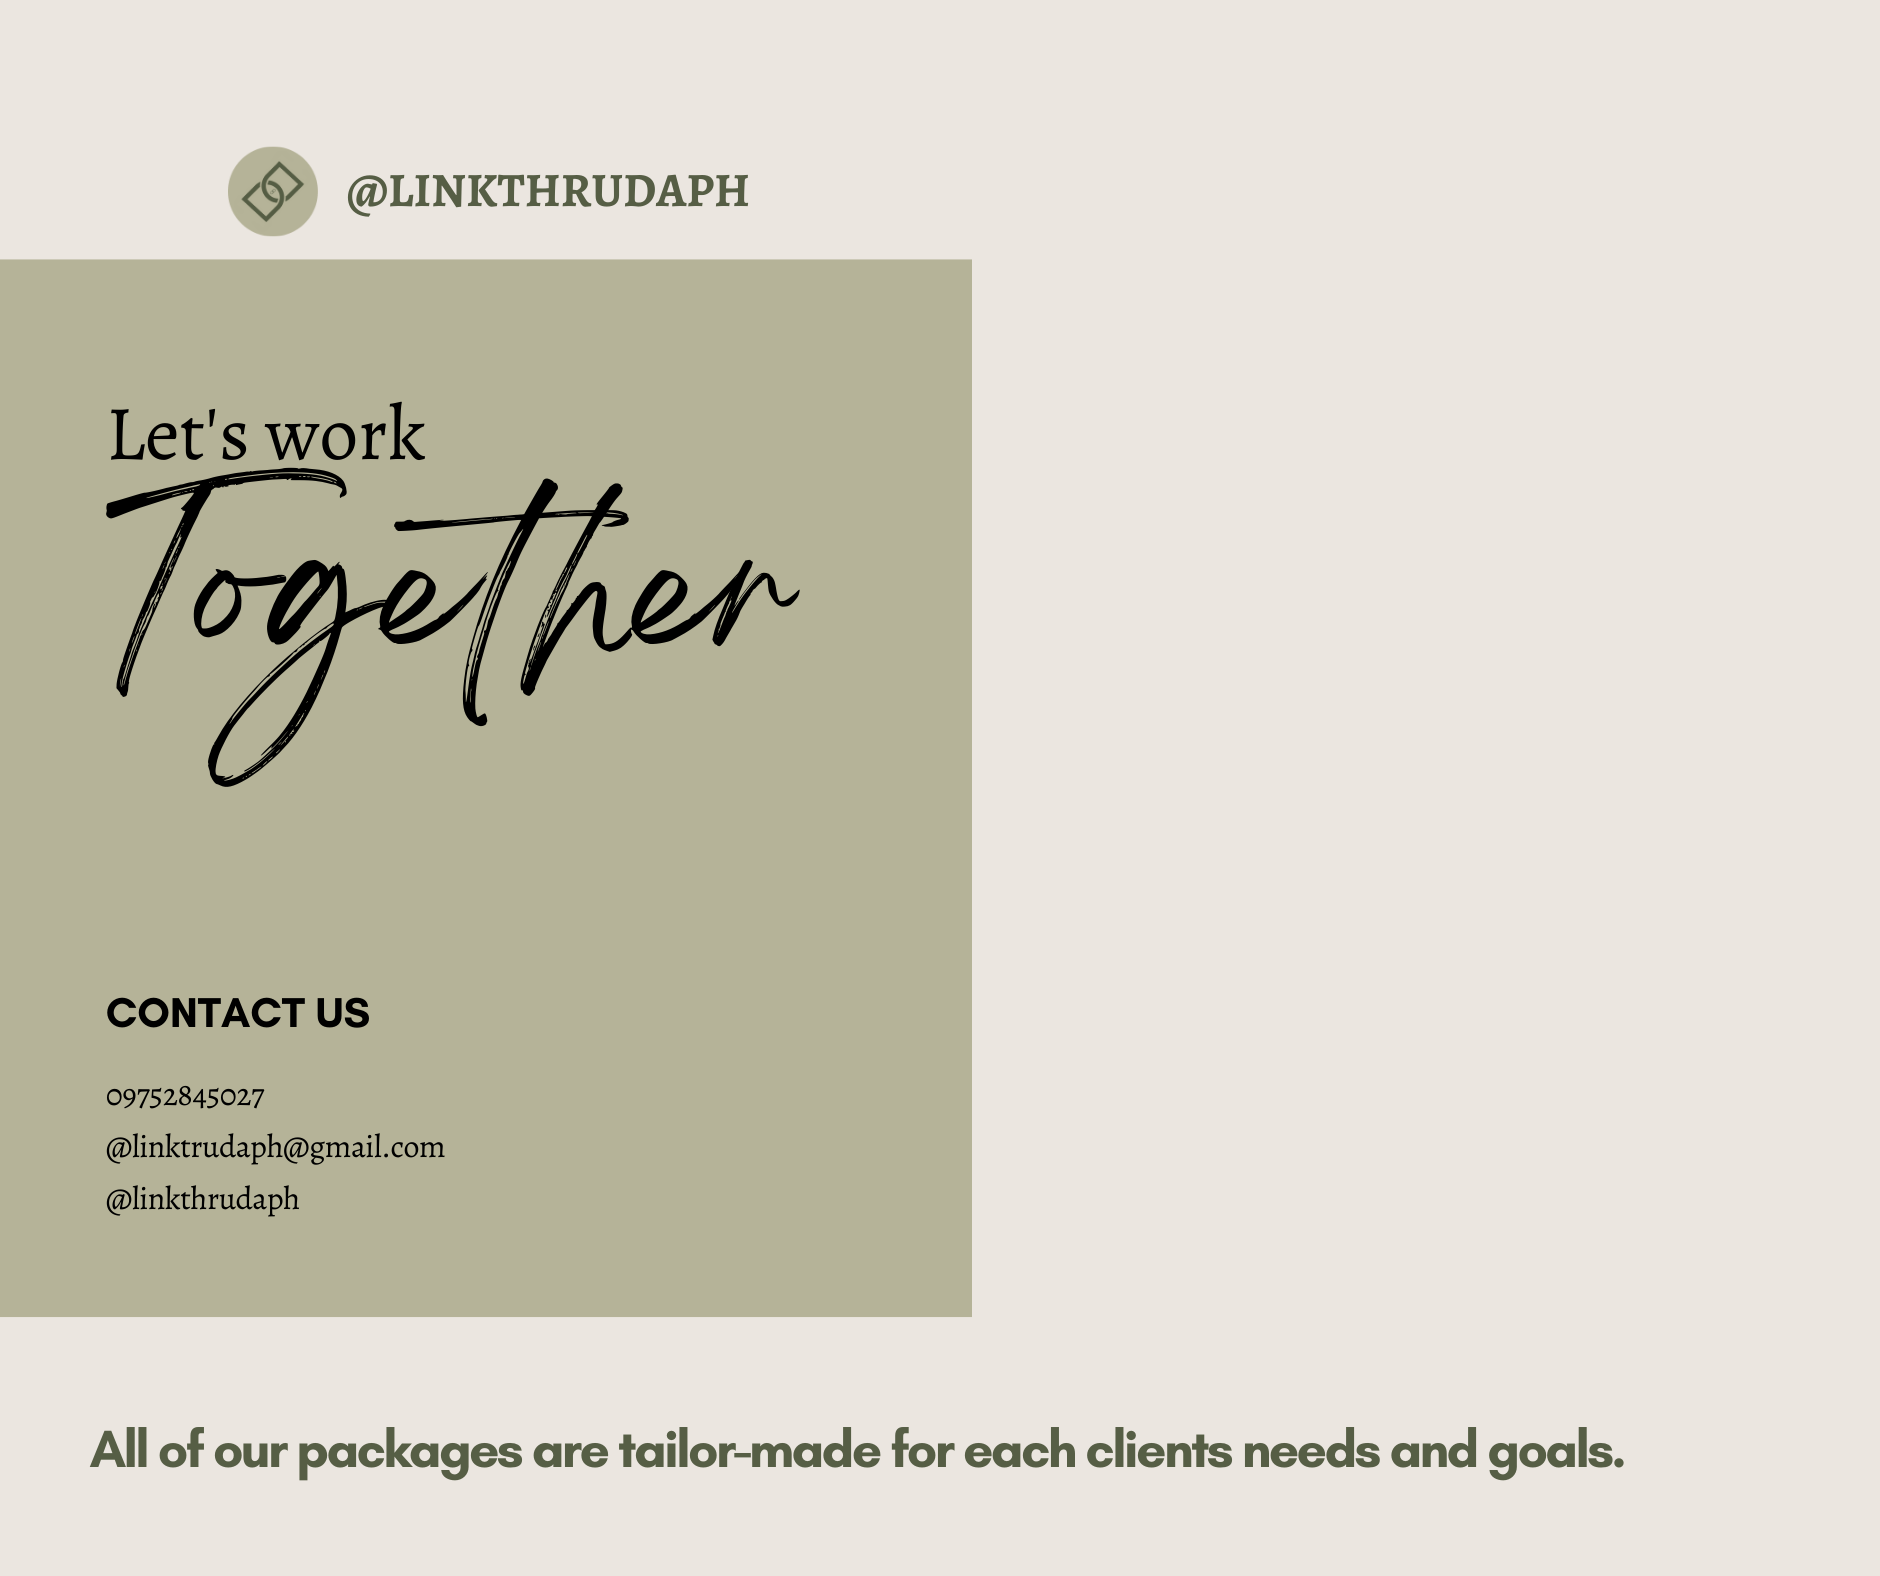 @LINKTHRUDAPH
Let's work
Together
CONTACT US
09752845027
@linktrudaph@gmail.com
@linkthrudaph
All of our packages are tailor-made for each clients needs and goals.